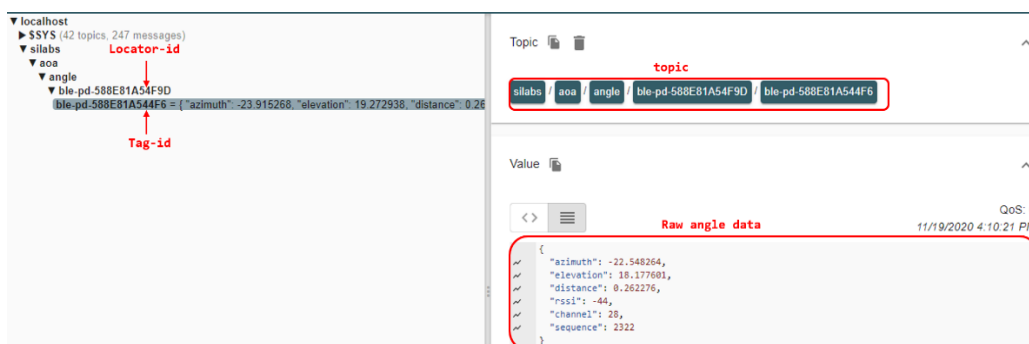 ▼ localhost
▶ $SYS (42 topics, 247 messages)
▼ silabs
Locator-id
▼ aoa
▼ angle
▼ ble-pd-588E81A54F9D
ble-pd-588E81A544F6 = { "azimuth": -23.915268, "elevation": 19.272938, "distance": 0.26
Tag-id
Topic
topic
silabs / aoa / angle / ble-pd-588E81A54F9D / ble-pd-588E81A544F6
Value
<>
QoS:
Raw angle data
11/19/2020 4:10:21 P
{
"azimuth": -22.548264,
"elevation": 18.177601,
"distance": 0.262276,
"rssi": -44,
"channel": 28,
"sequence": 2322
}